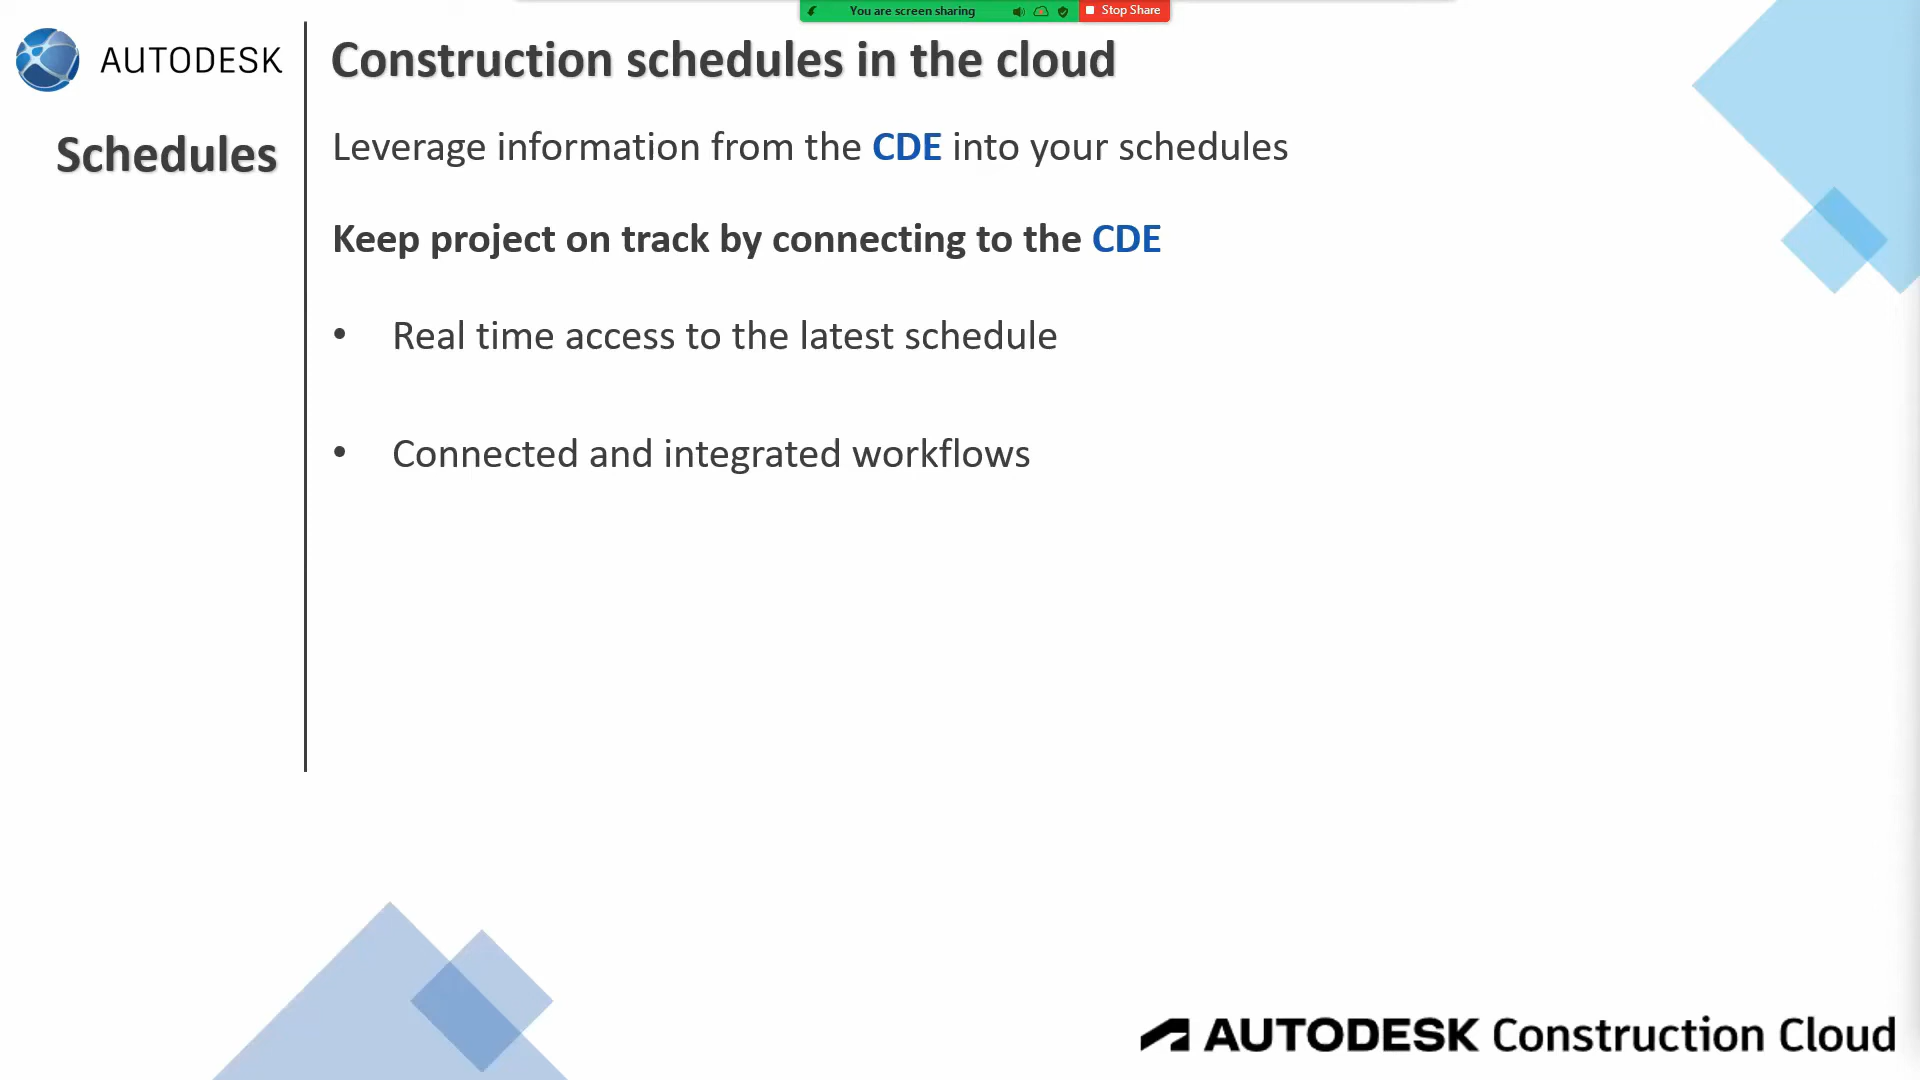 You are screen sharing
Stop Share
AUTODESK
Schedules
Construction schedules in the cloud
Leverage information from the CDE into your schedules
Keep project on track by connecting to the CDE
• Real time access to the latest schedule
• Connected and integrated workflows
AUTODESK Construction Cloud